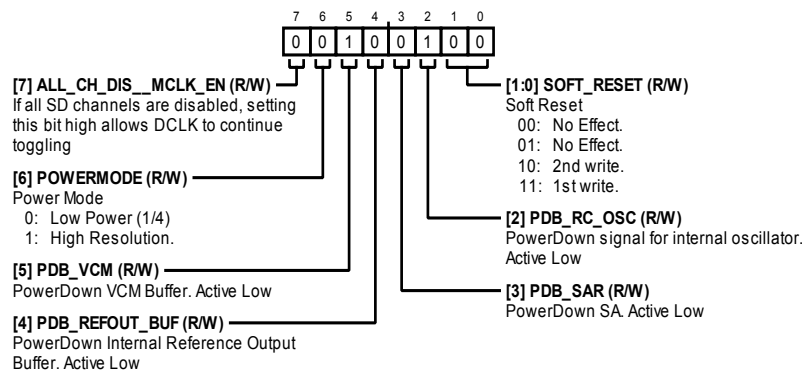 7 6 5 4 3 2 1 0
0 0 1 0 0 1 0 0
[7] ALL_CH_DIS__MCLK_EN (R/W)
If all SD channels are disabled, setting
this bit high allows DCLK to continue
toggling
[6] POWERMODE (R/W)
Power Mode
0: Low Power (1/4)
1: High Resolution.
[5] PDB_VCM (R/W)
PowerDown VCM Buffer. Active Low
[4] PDB_REFOUT_BUF (R/W)
PowerDown Internal Reference Output
Buffer. Active Low
[1:0] SOFT_RESET (R/W)
Soft Reset
00: No Effect.
01: No Effect.
10: 2nd write.
11: 1st write.
[2] PDB_RC_OSC (R/W)
PowerDown signal for internal oscillator.
Active Low
[3] PDB_SAR (R/W)
PowerDown SA. Active Low